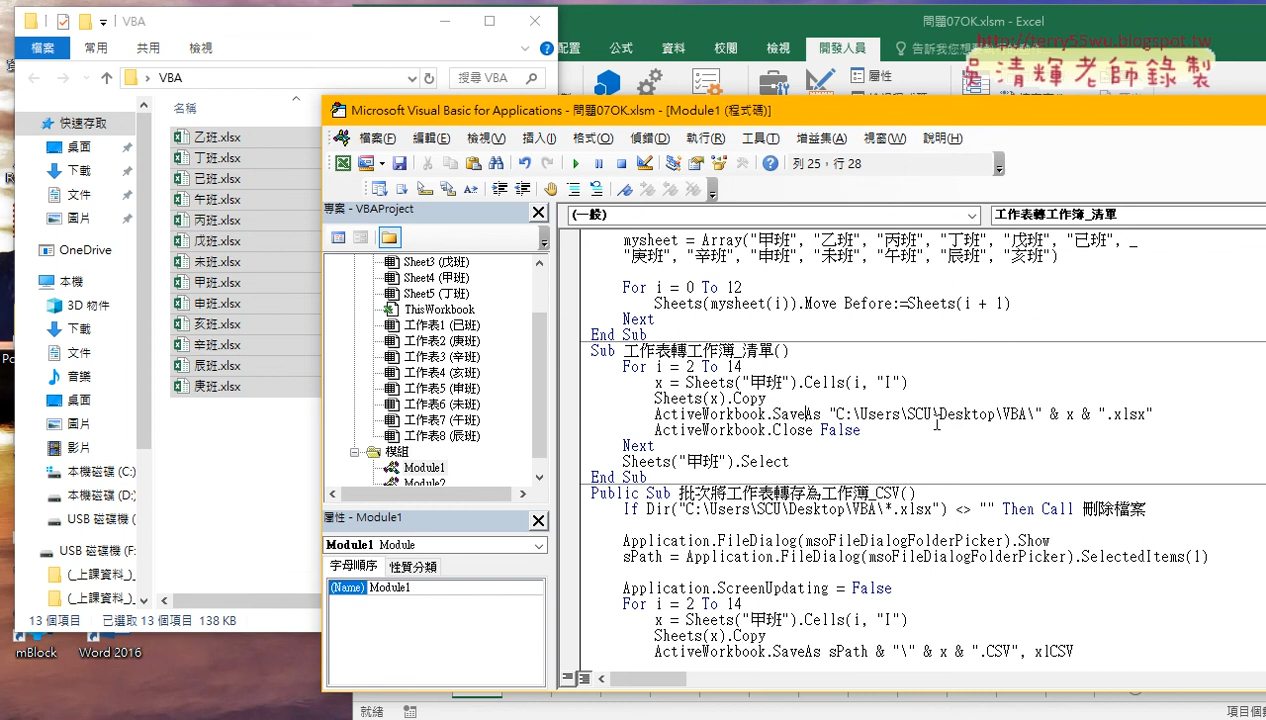 VBA
檔案
常用
共用
檢視
VBA
搜尋 VBA
名稱
快速存取
桌面
下載
文件
圖片
OneDrive
本機
3D 物件
下載
文件
音樂
桌面
圖片
影片
本機磁碟 (C:)
本機磁碟 (D:)
USB 磁碟機 (
USB 磁碟機 (F:
(_上課資料_)_
(_上課資料_)_
乙班.xlsx
丁班.xlsx
己班.xlsx
午班.xlsx
丙班.xlsx
戊班.xlsx
未班.xlsx
甲班.xlsx
申班.xlsx
亥班.xlsx
辛班.xlsx
辰班.xlsx
庚班.xlsx
13 個項目
已選取 13 個項目 138 KB
mBlock
Word 2016
問題07OK.xlsm - Excel
http://terry55wu.blogspot.tw
吳清輝老師錄製
配置
公式
資料
校閱
檢視
開發人員
告訴我您想
屬性
Microsoft Visual Basic for Applications - 問題07OK.xlsm - [Module1 (程式碼)]
檔案(F)
編輯(E)
檢視(V)
插入(I)
格式(O)
偵錯(D)
執行(R)
工具(T)
增益集(A)
視窗(W)
說明(H)
列 25，行 28
專案 - VBAProject
Sheet3 (戊班)
Sheet4 (甲班)
Sheet5 (丁班)
ThisWorkbook
工作表1 (己班)
工作表2 (庚班)
工作表3 (辛班)
工作表4 (亥班)
工作表5 (申班)
工作表6 (未班)
工作表7 (午班)
工作表8 (辰班)
模組
Module1
Module2
屬性 - Module1
Module1 Module
字母順序
性質分類
(Name) Module1
(一般)
工作表轉工作簿_清單
mysheet = Array("甲班", "乙班", "丙班", "丁班", "戊班", "己班", _
"庚班", "辛班", "申班", "未班", "午班", "辰班", "亥班")
For i = 0 To 12
Sheets(mysheet(i)).Move Before:=Sheets(i + 1)
Next
End Sub
Sub 工作表轉工作簿_清單()
For i = 2 To 14
x = Sheets("甲班").Cells(i, "I")
Sheets(x).Copy
ActiveWorkbook.SaveAs "C:\Users\SCU\Desktop\VBA\" & x & ".xlsx"
ActiveWorkbook.Close False
Next
Sheets("甲班").Select
End Sub
Public Sub 批次將工作表轉存為工作簿_CSV()
If Dir("C:\Users\SCU\Desktop\VBA\*.xlsx") <> "" Then Call 刪除檔案
Application.FileDialog(msoFileDialogFolderPicker).Show
sPath = Application.FileDialog(msoFileDialogFolderPicker).SelectedItems(1)
Application.ScreenUpdating = False
For i = 2 To 14
x = Sheets("甲班").Cells(i, "I")
Sheets(x).Copy
ActiveWorkbook.SaveAs sPath & "\" & x & ".CSV", xlCSV
就緒